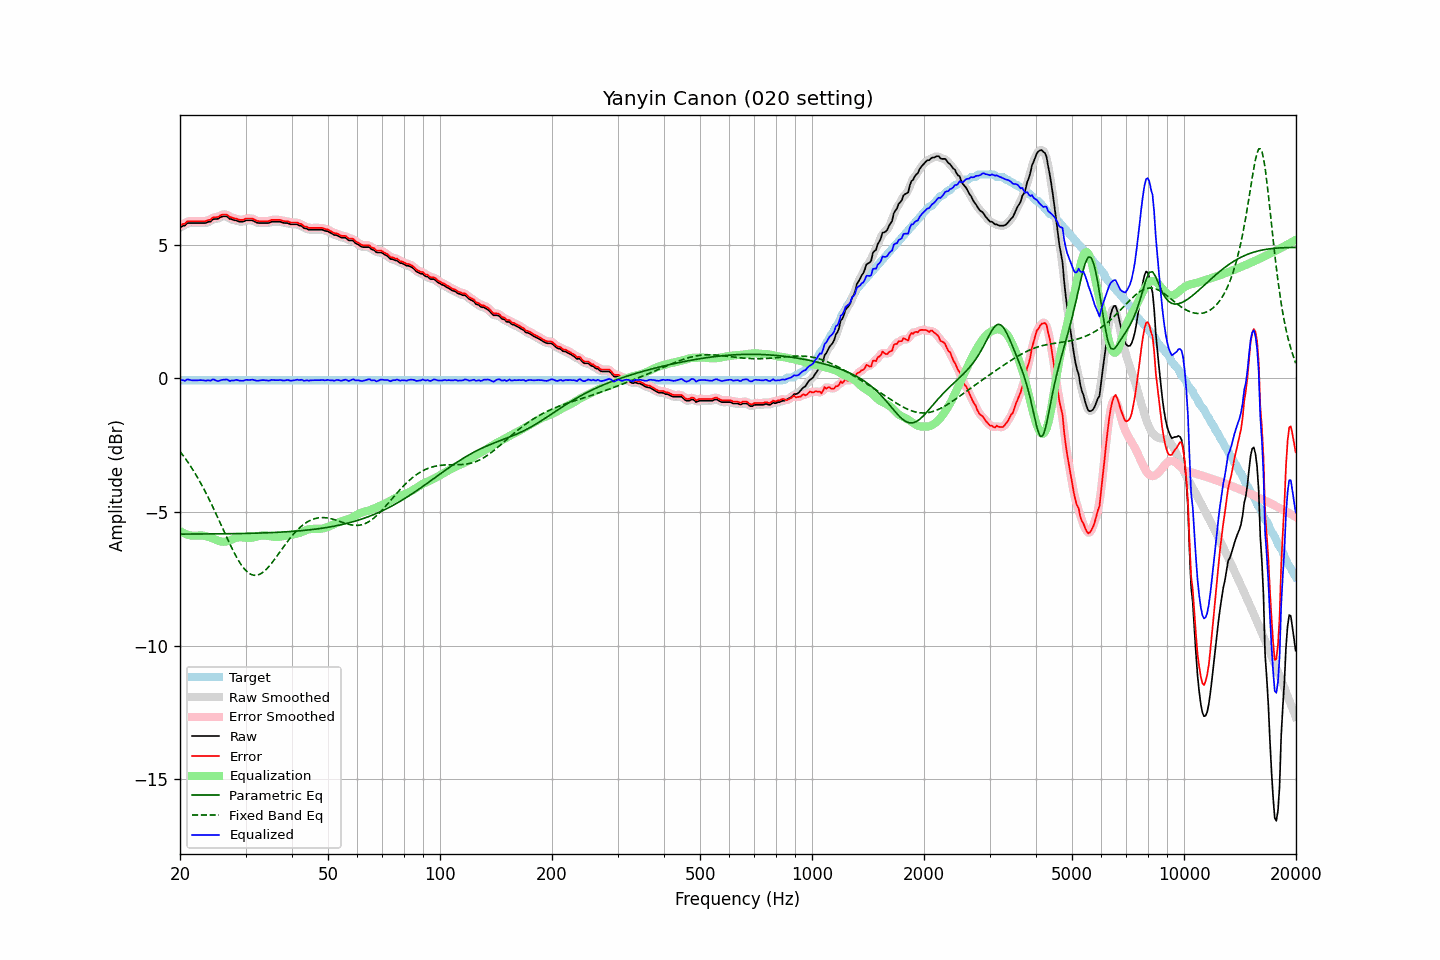 Yanyin Canon (020 setting)
Amplitude (dBr)
5
0
−5
−10
−15
Target
Raw Smoothed
Error Smoothed
Raw
Error
Equalization
Parametric Eq
Fixed Band Eq
Equalized
20
50
100
200
500
1000
2000
5000
10000
20000
Frequency (Hz)